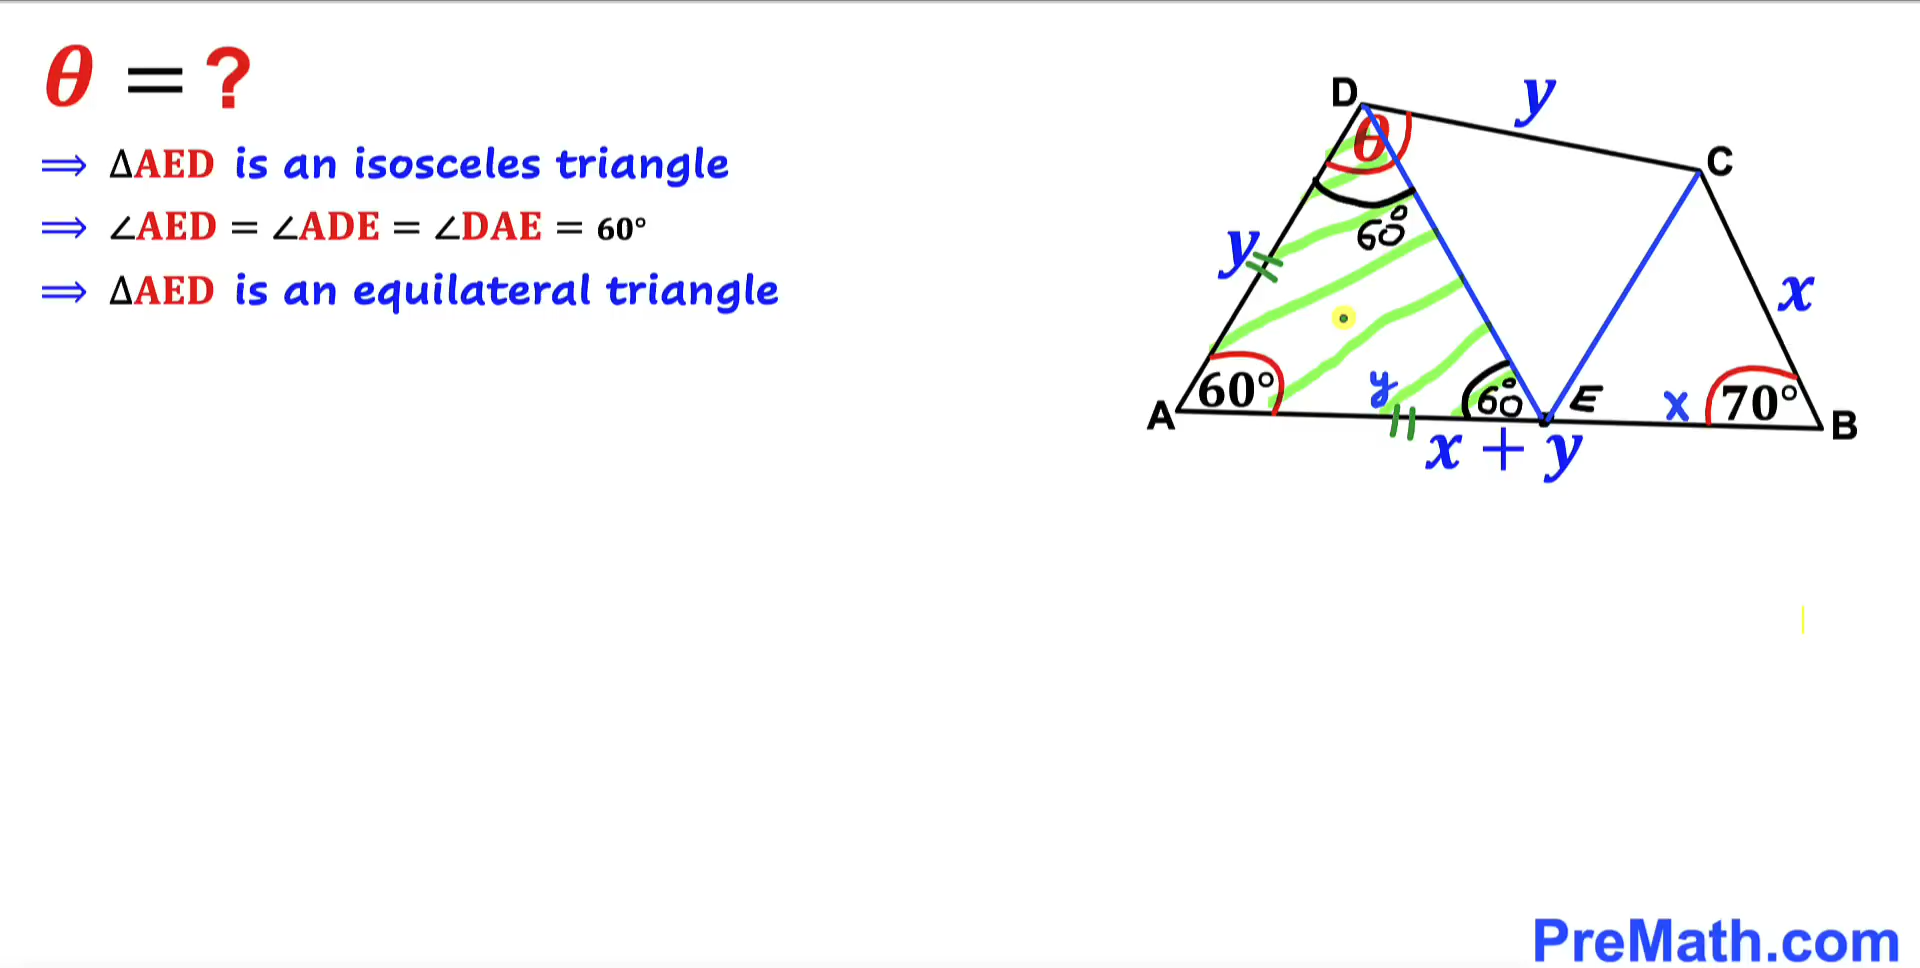 θ = ?
⟹ ΔAED is an isosceles triangle
⟹ ∠AED = ∠ADE = ∠DAE = 60°
⟹ ΔAED is an equilateral triangle
D
y
θ
C
60°
y
x
60°
y
60°
E
x
70°
A
B
x + y
PreMath.com